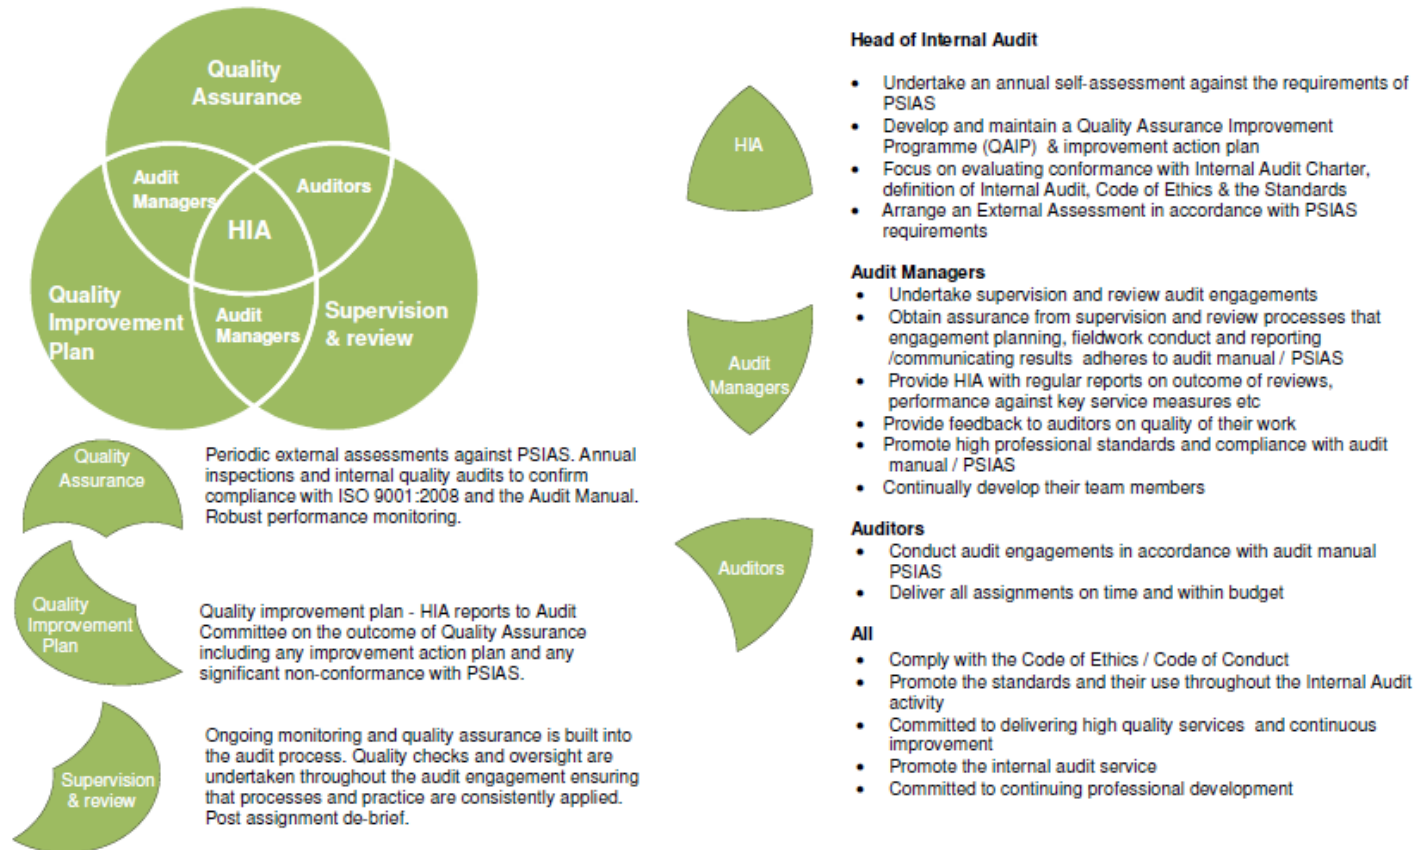 Quality
Assurance
Audit
Managers
Auditors
HIA
Quality
Improvement
Plan
Audit
Managers
Supervision
& review
Quality
Assurance
Periodic external assessments against PSIAS. Annual
inspections and internal quality audits to confirm
compliance with ISO 9001:2008 and the Audit Manual.
Robust performance monitoring.
Quality
Improvement
Plan
Quality improvement plan - HIA reports to Audit
Committee on the outcome of Quality Assurance
including any improvement action plan and any
significant non-conformance with PSIAS.
Supervision
& review
Ongoing monitoring and quality assurance is built into
the audit process. Quality checks and oversight are
undertaken throughout the audit engagement ensuring
that processes and practice are consistently applied.
Post assignment de-brief.
HIA
Head of Internal Audit
• Undertake an annual self-assessment against the requirements of
PSIAS
• Develop and maintain a Quality Assurance Improvement
Programme (QAIP) & improvement action plan
• Focus on evaluating conformance with Internal Audit Charter,
definition of Internal Audit, Code of Ethics & the Standards
• Arrange an External Assessment in accordance with PSIAS
requirements
Audit
Managers
Audit Managers
• Undertake supervision and review audit engagements
• Obtain assurance from supervision and review processes that
engagement planning, fieldwork conduct and reporting
/communicating results adheres to audit manual / PSIAS
• Provide HIA with regular reports on outcome of reviews,
performance against key service measures etc
• Provide feedback to auditors on quality of their work
• Promote high professional standards and compliance with audit
manual / PSIAS
• Continually develop their team members
Auditors
Auditors
• Conduct audit engagements in accordance with audit manual
PSIAS
• Deliver all assignments on time and within budget
All
• Comply with the Code of Ethics / Code of Conduct
• Promote the standards and their use throughout the Internal Audit
activity
• Committed to delivering high quality services and continuous
improvement
• Promote the internal audit service
• Committed to continuing professional development